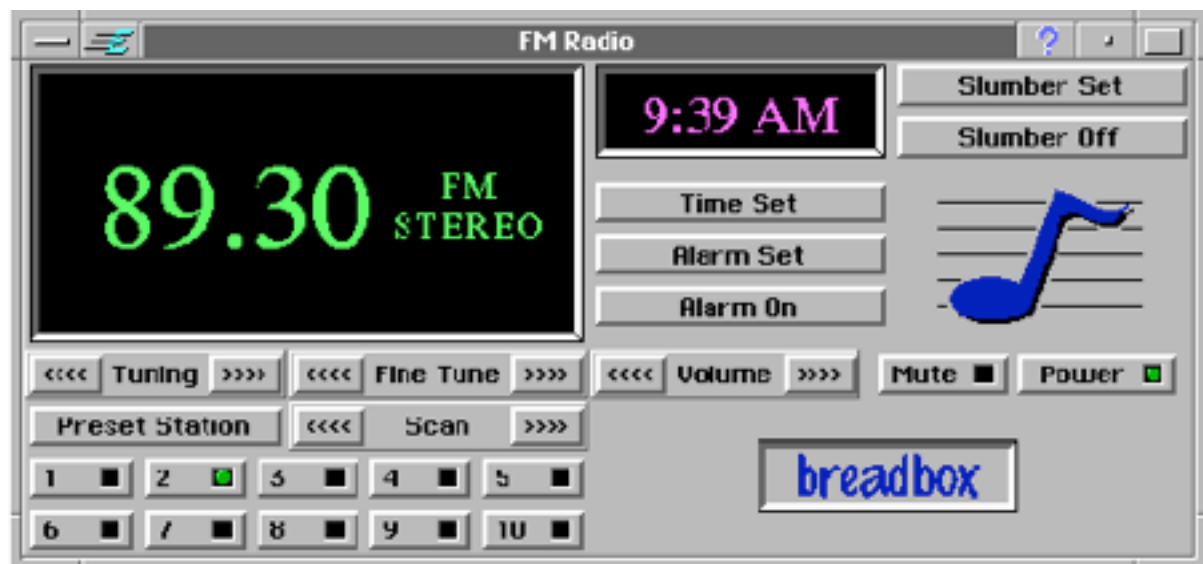 FM Radio ?
89.30 FM STEREO
9:39 AM
Slumber Set
Slumber Off
Time Set
Alarm Set
Alarm On
<<<< Tuning >>>> <<<< Fine Tune >>>> <<<< Volume >>>> Mute Power
Preset Station <<<< Scan >>>>
1 2 3 4 5
6 7 8 9 10
breadbox